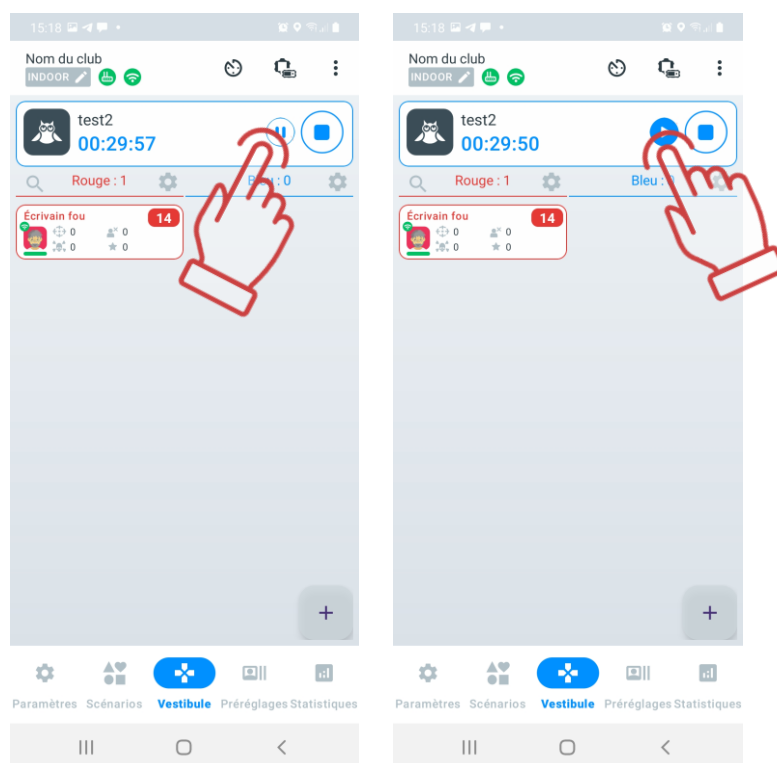 15:18
Nom du club
INDOOR
test2
00:29:57
Rouge : 1
Bleu : 0
Écrivain fou
14
0
0
0
0
+
Paramètres
Scénarios
Vestibule
Préréglages
Statistiques
15:18
Nom du club
INDOOR
test2
00:29:50
Rouge : 1
Bleu :
Écrivain fou
14
0
0
0
0
+
Paramètres
Scénarios
Vestibule
Préréglages
Statistiques